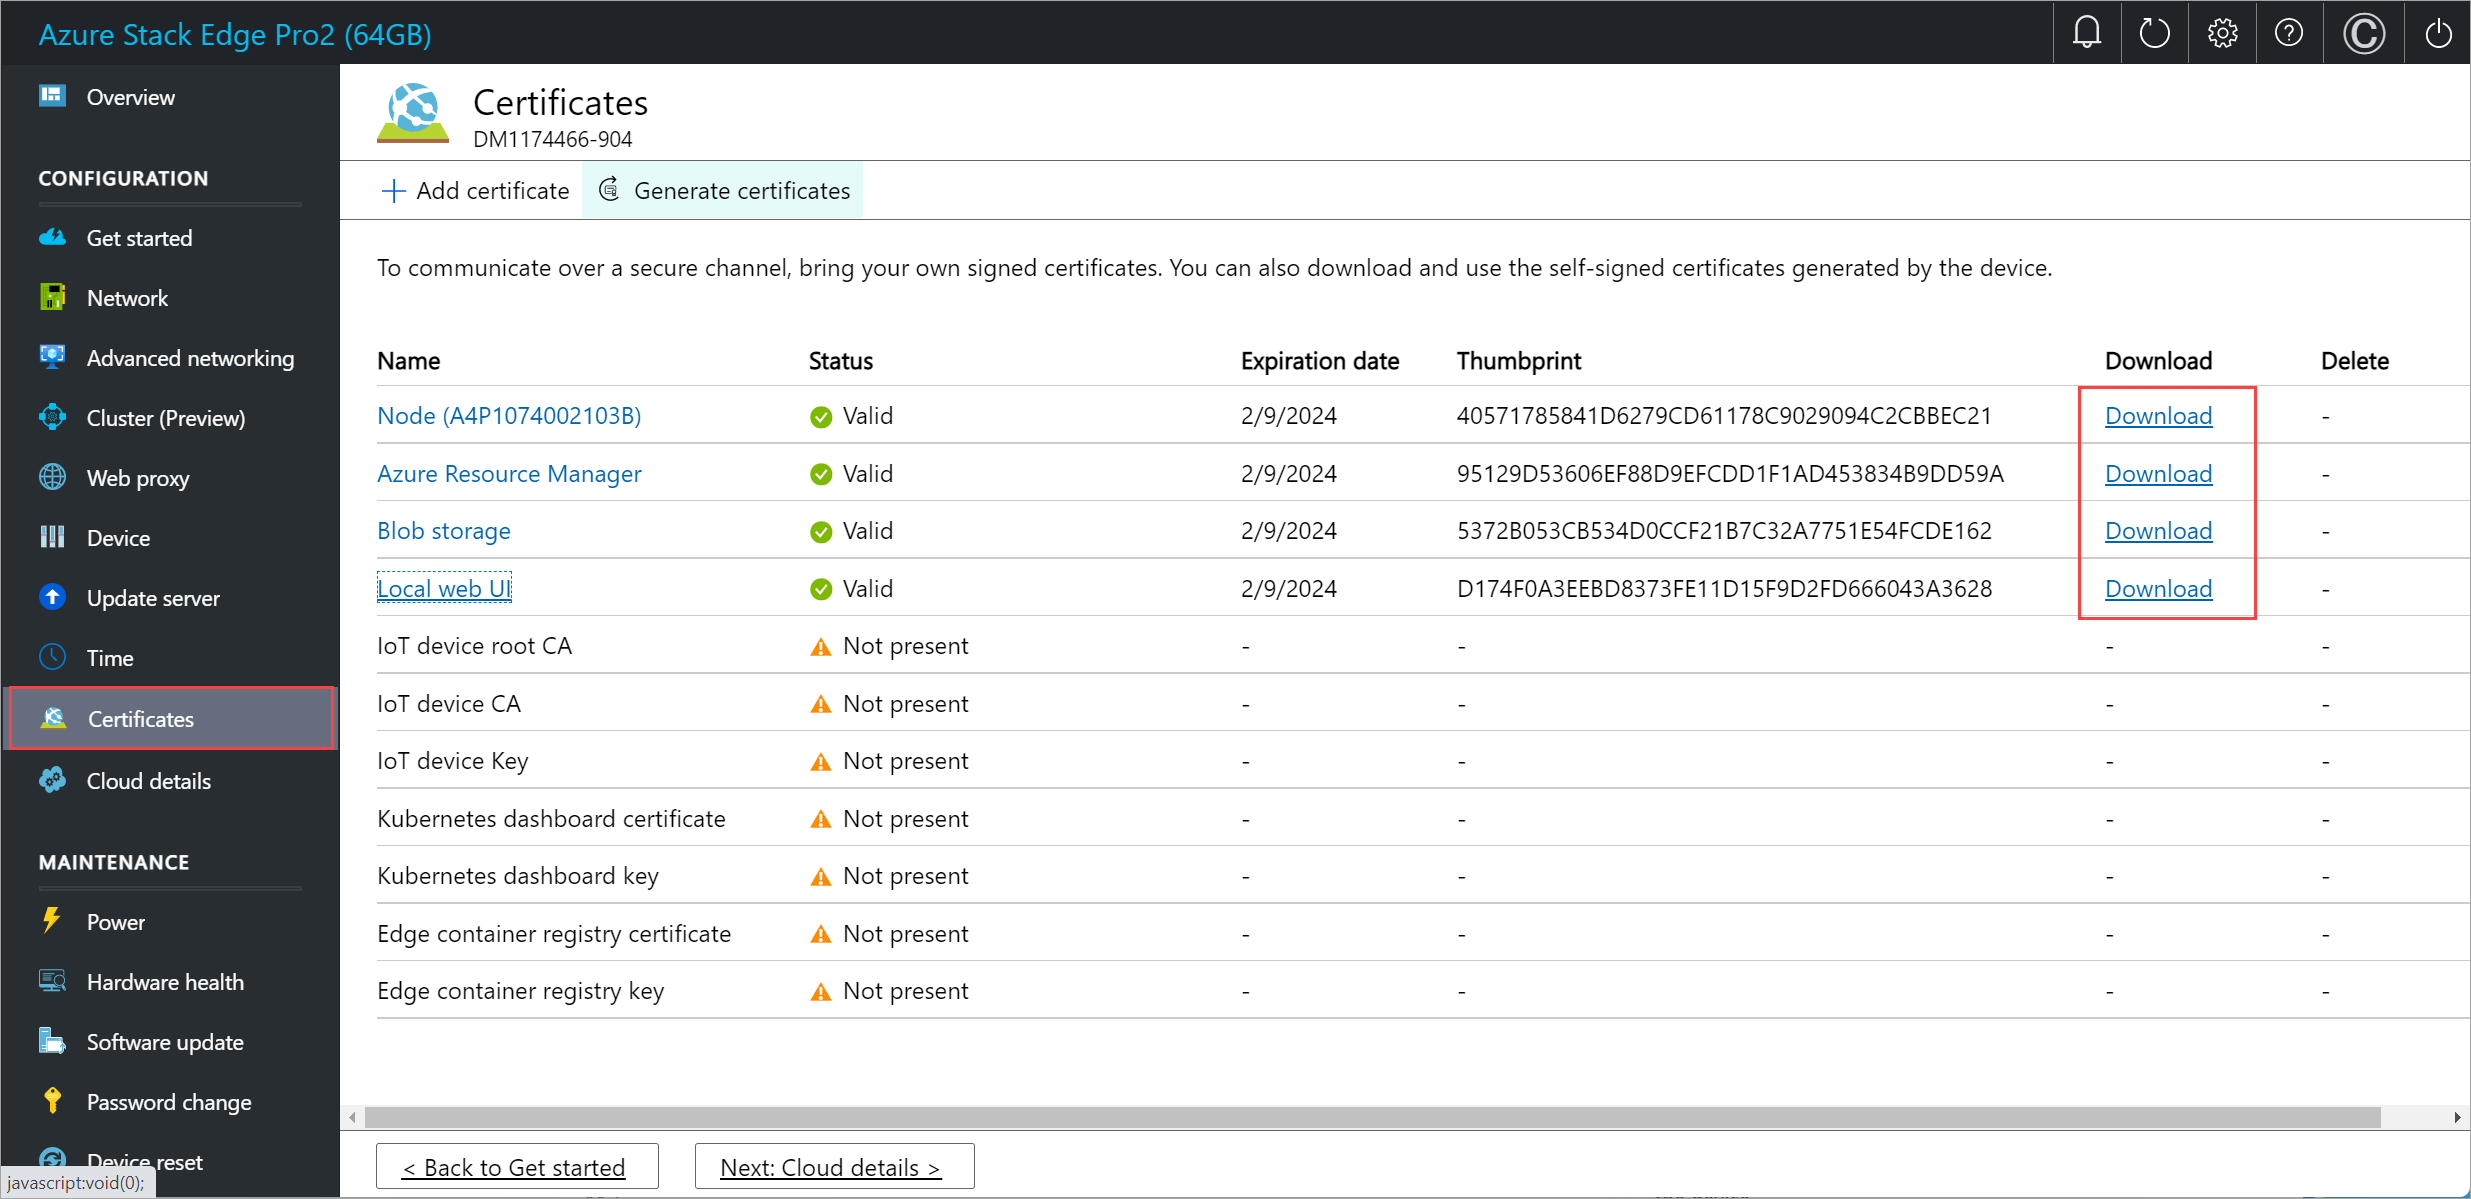 Azure Stack Edge Pro2 (64GB)
Overview
CONFIGURATION
Get started
Network
Advanced networking
Cluster (Preview)
Web proxy
Device
Update server
Time
Certificates
Cloud details
MAINTENANCE
Power
Hardware health
Software update
Password change
Device reset
javascript:void(0);
Certificates
DM1174466-904
Add certificate Generate certificates
To communicate over a secure channel, bring your own signed certificates. You can also download and use the self-signed certificates generated by the device.
Name Status Expiration date Thumbprint Download Delete
Node (A4P1074002103B) Valid 2/9/2024 40571785841D6279CD61178C9029094C2CBBEC21 Download -
Azure Resource Manager Valid 2/9/2024 95129D53606EF88D9EFCDD1F1AD453834B9DD59A Download -
Blob storage Valid 2/9/2024 5372B053CB534D0CCF21B7C32A7751E54FCDE162 Download -
Local web UI Valid 2/9/2024 D174F0A3EEBD8373FE11D15F9D2FD666043A3628 Download -
IoT device root CA Not present - - - -
IoT device CA Not present - - - -
IoT device Key Not present - - - -
Kubernetes dashboard certificate Not present - - - -
Kubernetes dashboard key Not present - - - -
Edge container registry certificate Not present - - - -
Edge container registry key Not present - - - -
< Back to Get started Next: Cloud details >